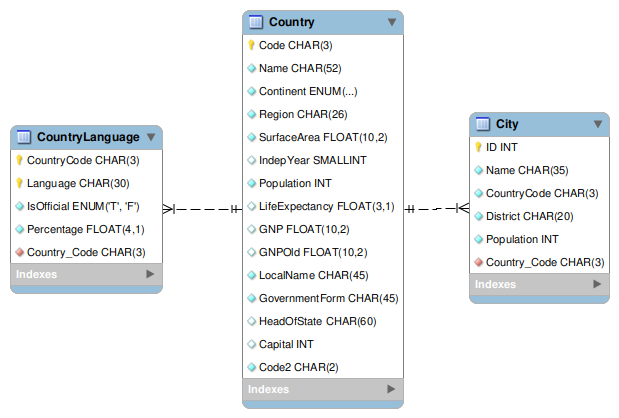 Country
Code CHAR(3)
Name CHAR(52)
Continent ENUM(...)
Region CHAR(26)
SurfaceArea FLOAT(10,2)
IndepYear SMALLINT
Population INT
LifeExpectancy FLOAT(3,1)
GNP FLOAT(10,2)
GNPOld FLOAT(10,2)
LocalName CHAR(45)
GovernmentForm CHAR(45)
HeadOfState CHAR(60)
Capital INT
Code2 CHAR(2)
Indexes
CountryLanguage
CountryCode CHAR(3)
Language CHAR(30)
IsOfficial ENUM('T', 'F')
Percentage FLOAT(4,1)
Country_Code CHAR(3)
Indexes
City
ID INT
Name CHAR(35)
CountryCode CHAR(3)
District CHAR(20)
Population INT
Country_Code CHAR(3)
Indexes